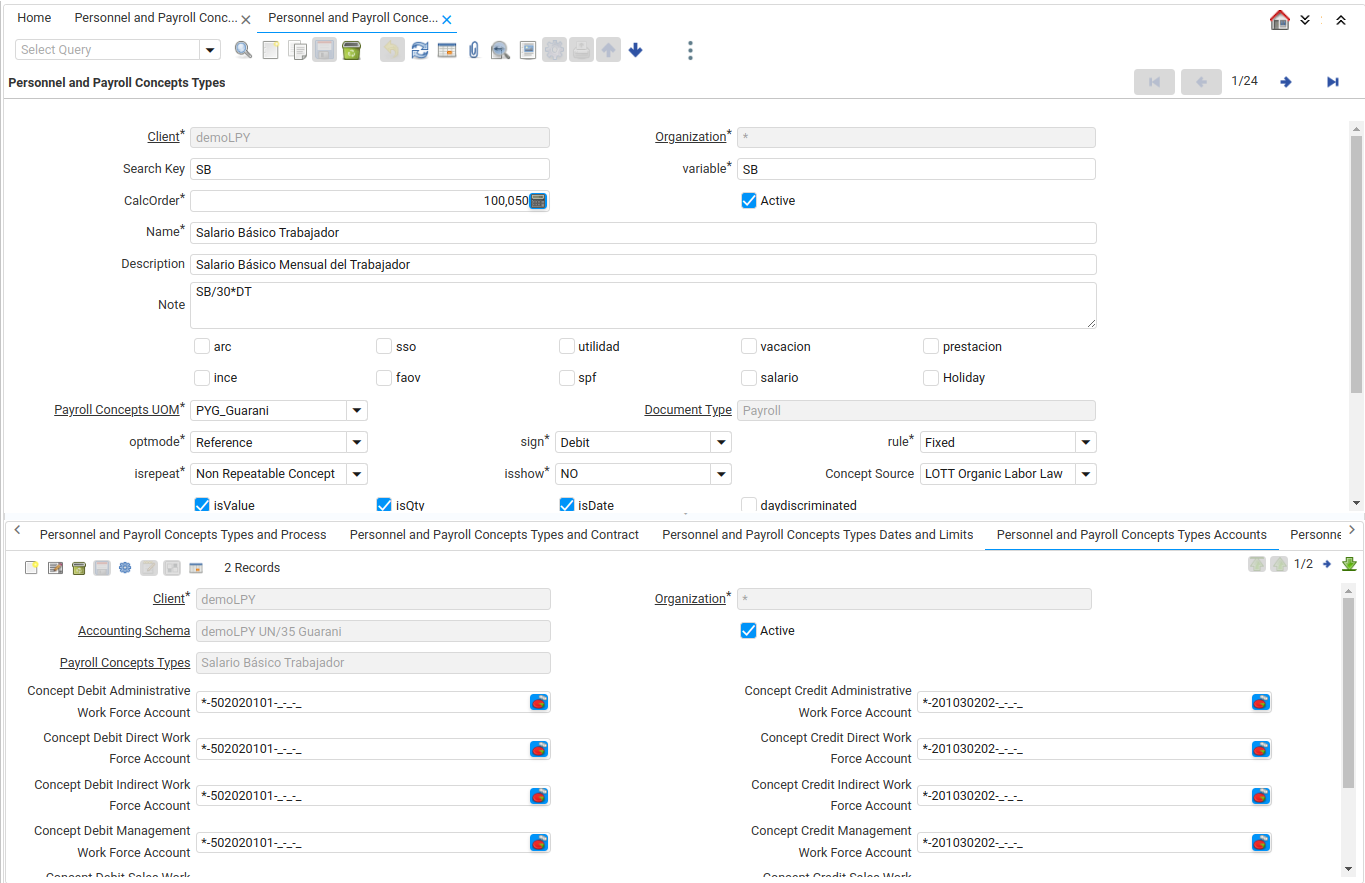 Home Personnel and Payroll Conc... Personnel and Payroll Conce...
Select Query
Personnel and Payroll Concepts Types 1/24
Client* demoLPY Organization* *
Search Key SB variable* SB
CalcOrder* 100,050 Active
Name* Salario Básico Trabajador
Description Salario Básico Mensual del Trabajador
Note SB/30*DT
arc sso utilidad vacacion prestacion
ince faov spf salario Holiday
Payroll Concepts UOM* PYG_Guarani Document Type Payroll
optmode* Reference sign* Debit rule* Fixed
isrepeat* Non Repeatable Concept isshow* NO Concept Source LOTT Organic Labor Law
isValue isQty isDate daydiscriminated
Personnel and Payroll Concepts Types and Process Personnel and Payroll Concepts Types and Contract Personnel and Payroll Concepts Types Dates and Limits Personnel and Payroll Concepts Types Accounts Personne
2 Records 1/2
Client* demoLPY Organization* *
Accounting Schema demoLPY UN/35 Guarani Active
Payroll Concepts Types Salario Básico Trabajador
Concept Debit Administrative Work Force Account *-502020101-_-_-_ Concept Credit Administrative Work Force Account *-201030202-_-_-_
Concept Debit Direct Work Force Account *-502020101-_-_-_ Concept Credit Direct Work Force Account *-201030202-_-_-_
Concept Debit Indirect Work Force Account *-502020101-_-_-_ Concept Credit Indirect Work Force Account *-201030202-_-_-_
Concept Debit Management Work Force Account *-502020101-_-_-_ Concept Credit Management Work Force Account *-201030202-_-_-_
Concept Debit Sales Work Concept Credit Sales Work